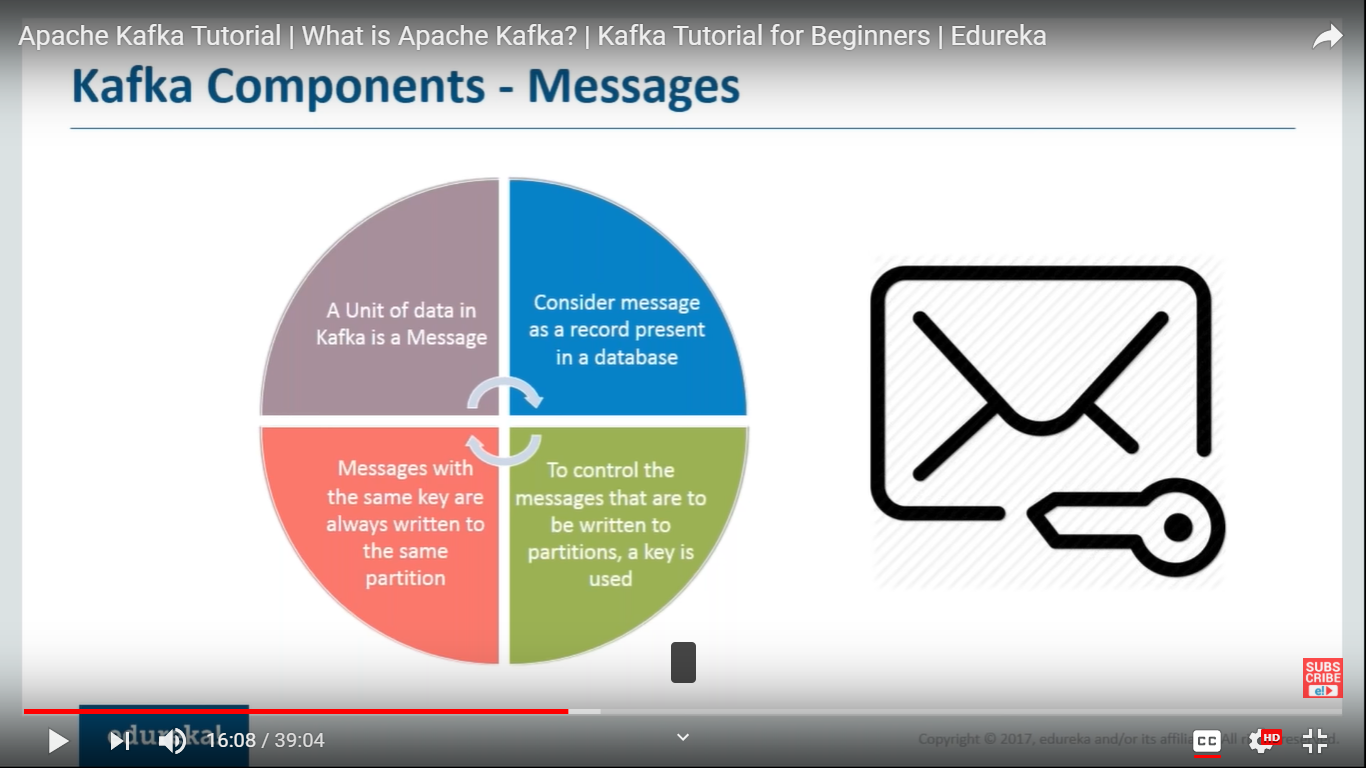 Apache Kafka Tutorial | What is Apache Kafka? | Kafka Tutorial for Beginners | Edureka
Kafka Components - Messages
A Unit of data in
Kafka is a Message
Consider message
as a record present
in a database
Messages with
the same key are
always written to
the same
partition
To control the
messages that are to
be written to
partitions, a key is
used
SUBS
CRIBE
e!
edureka!
16:08 / 39:04
Copyright © 2017, edureka and/or its affilia
All
CC
HD